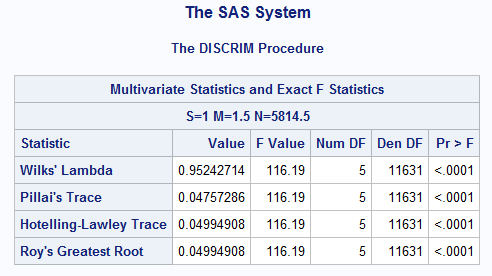 The SAS System
The DISCRIM Procedure
Multivariate Statistics and Exact F Statistics
S=1 M=1.5 N=5814.5
Statistic Value F Value Num DF Den DF Pr > F
Wilks' Lambda 0.95242714 116.19 5 11631 <.0001
Pillai's Trace 0.04757286 116.19 5 11631 <.0001
Hotelling-Lawley Trace 0.04994908 116.19 5 11631 <.0001
Roy's Greatest Root 0.04994908 116.19 5 11631 <.0001